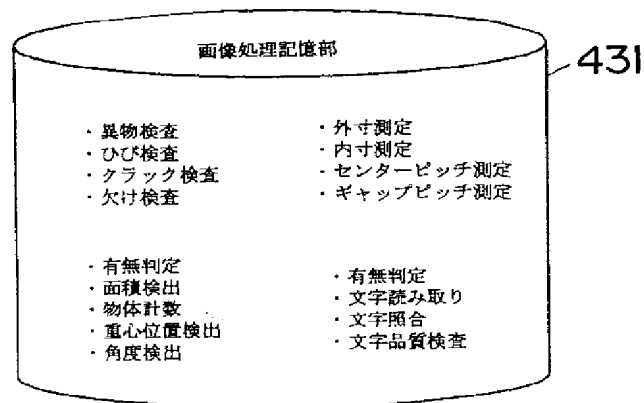 画像処理記憶部
431
・異物検査
・ひび検査
・クラック検査
・欠け検査
・外寸測定
・内寸測定
・センターピッチ測定
・ギャップピッチ測定
・有無判定
・面積検出
・物体計数
・重心位置検出
・角度検出
・有無判定
・文字読み取り
・文字照合
・文字品質検査